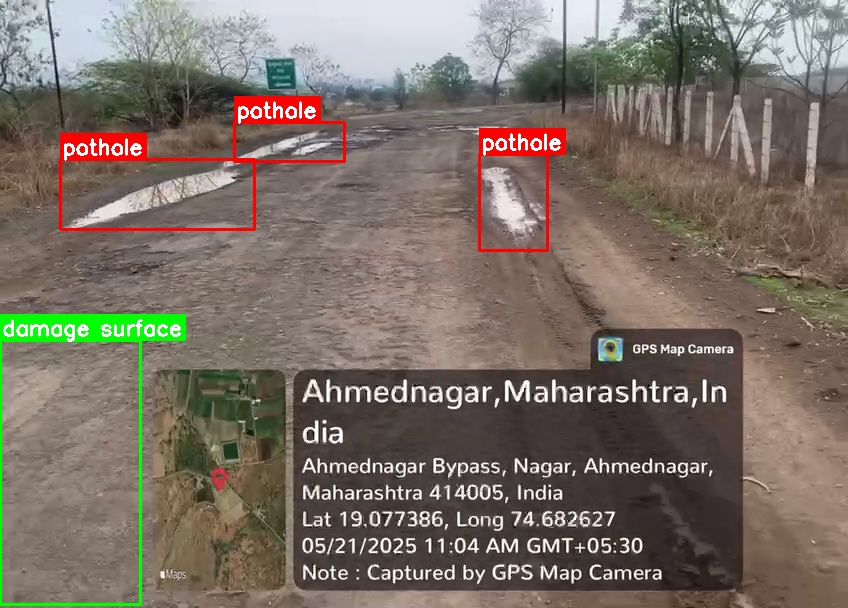 pothole
pothole
pothole
damage surface
GPS Map Camera
Ahmednagar,Maharashtra,In
dia
Ahmednagar Bypass, Nagar, Ahmednagar,
Maharashtra 414005, India
Lat 19.077386, Long 74.682627
05/21/2025 11:04 AM GMT+05:30
Note : Captured by GPS Map Camera
Maps